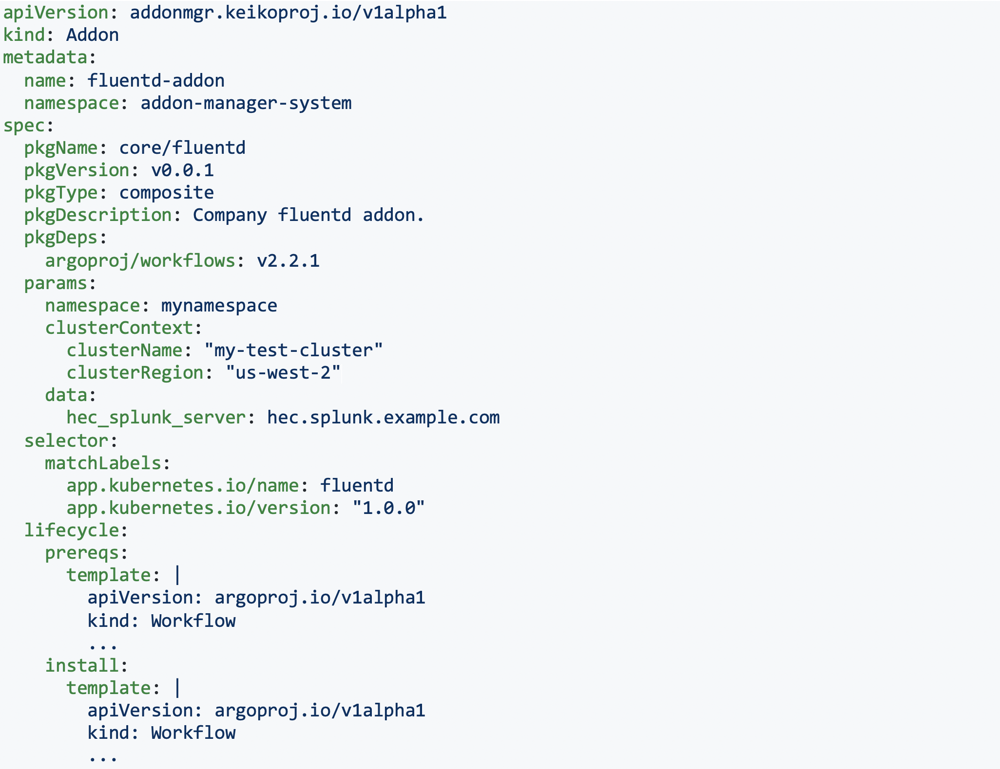 apiVersion: addonmgr.keikoproj.io/v1alpha1
kind: Addon
metadata:
  name: fluentd-addon
  namespace: addon-manager-system
spec:
  pkgName: core/fluentd
  pkgVersion: v0.0.1
  pkgType: composite
  pkgDescription: Company fluentd addon.
  pkgDeps:
    argoproj/workflows: v2.2.1
  params:
    namespace: mynamespace
    clusterContext:
      clusterName: "my-test-cluster"
      clusterRegion: "us-west-2"
    data:
      hec_splunk_server: hec.splunk.example.com
  selector:
    matchLabels:
      app.kubernetes.io/name: fluentd
      app.kubernetes.io/version: "1.0.0"
  lifecycle:
    prereqs:
      template: |
        apiVersion: argoproj.io/v1alpha1
        kind: Workflow
        ...
    install:
      template: |
        apiVersion: argoproj.io/v1alpha1
        kind: Workflow
        ...